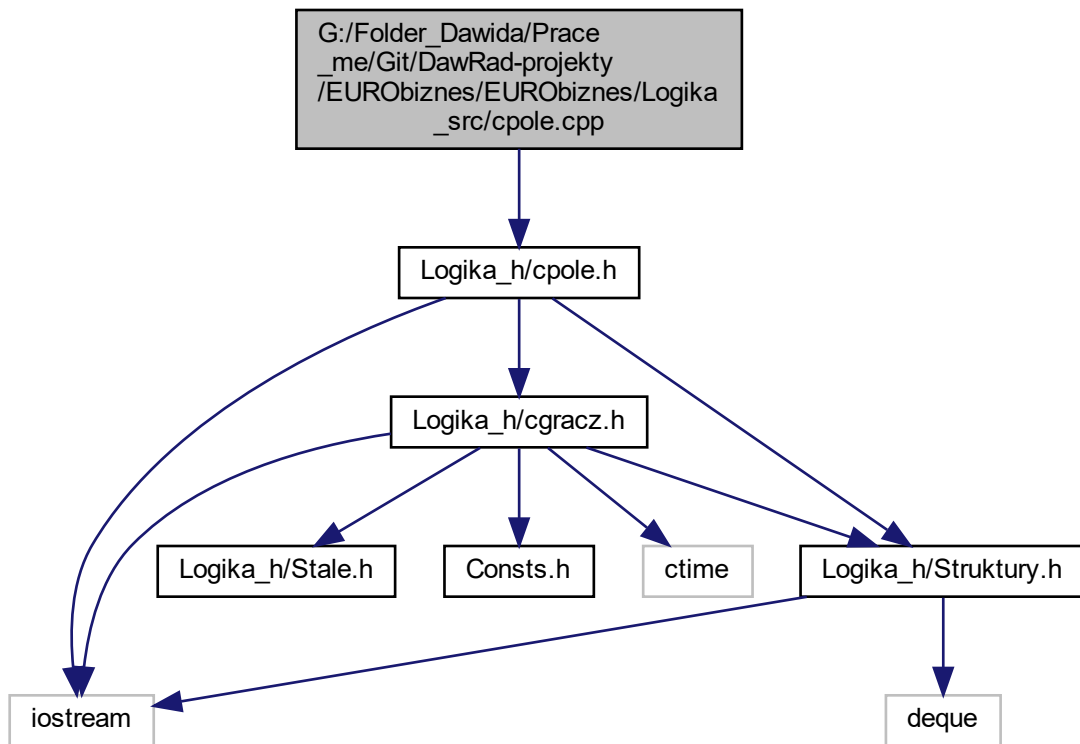 G:/Folder_Dawida/Prace
_me/Git/DawRad-projekty
/EURObiznes/EURObiznes/Logika
_src/cpole.cpp
Logika_h/cpole.h
Logika_h/cgracz.h
Logika_h/Stale.h
Consts.h
ctime
Logika_h/Struktury.h
iostream
deque